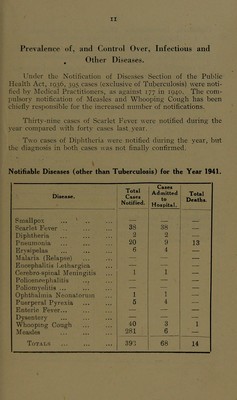 II
Prevalence of, and Control Over, Infectious and
Other Diseases.
Under the Notification of Diseases Section of the Public
Health Act, 1936, 395 cases (exclusive of Tuberculosis) were noti-
fied by Medical Practitioners, as against 177 in 1940. The com-
pulsory notification of Measles and Whooping Cough has been
chiefly responsible for the increased number of notifications.
Thirty-nine cases of Scarlet Fever were notified during the
year compared with forty cases last year.
Two cases of Diphtheria were notified during the year, but
the diagnosis in both cases was not finally confirmed.
Notifiable Diseases (other than Tuberculosis) for the Year 1941.
Disease. Total Cases Notified. Cases Admitted to Hospital. Total Deaths.
Smallpox ... — — —
Scarlet Fever ... 38 38 —
Diphtheria ... 2 2 —
Pneumonia ... 20 9 13
Erysipelas ... 6 4 —
Malaria (Relapse) ... — — —
Encephalitis Lethargica — — —
Cerebro-spinal Meningitis 1 1 —
Polioencephalitis ... — — —
Poliomyelitis ... — — —
Ophthalmia Neonatorum 1 1 —
Puerperal Pyrexia ... 5 4 —
Enteric Fever... — — —
Dysentery ... — — —
Whooping Cough ... 40 3 1
Measles ... 281 6 —
Totals ... 68 14